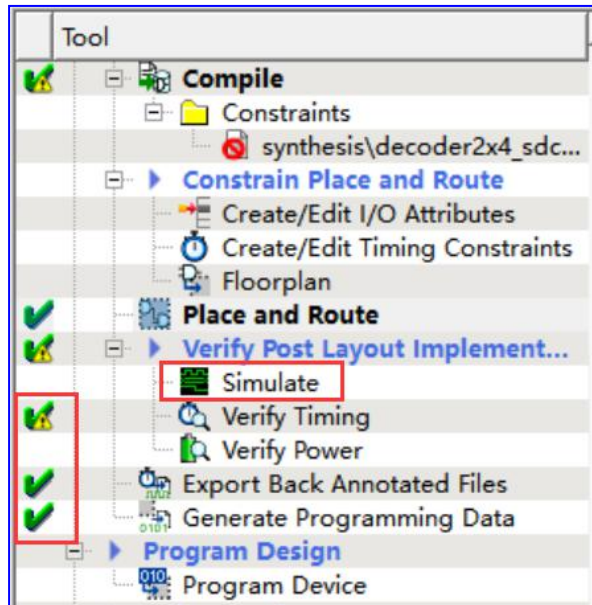 Tool
Compile
Constraints
synthesis\decoder2x4_sdc...
Constrain Place and Route
Create/Edit I/O Attributes
Create/Edit Timing Constraints
Floorplan
Place and Route
Verify Post Layout Implement...
Simulate
Verify Timing
Verify Power
Export Back Annotated Files
Generate Programming Data
Program Design
Program Device